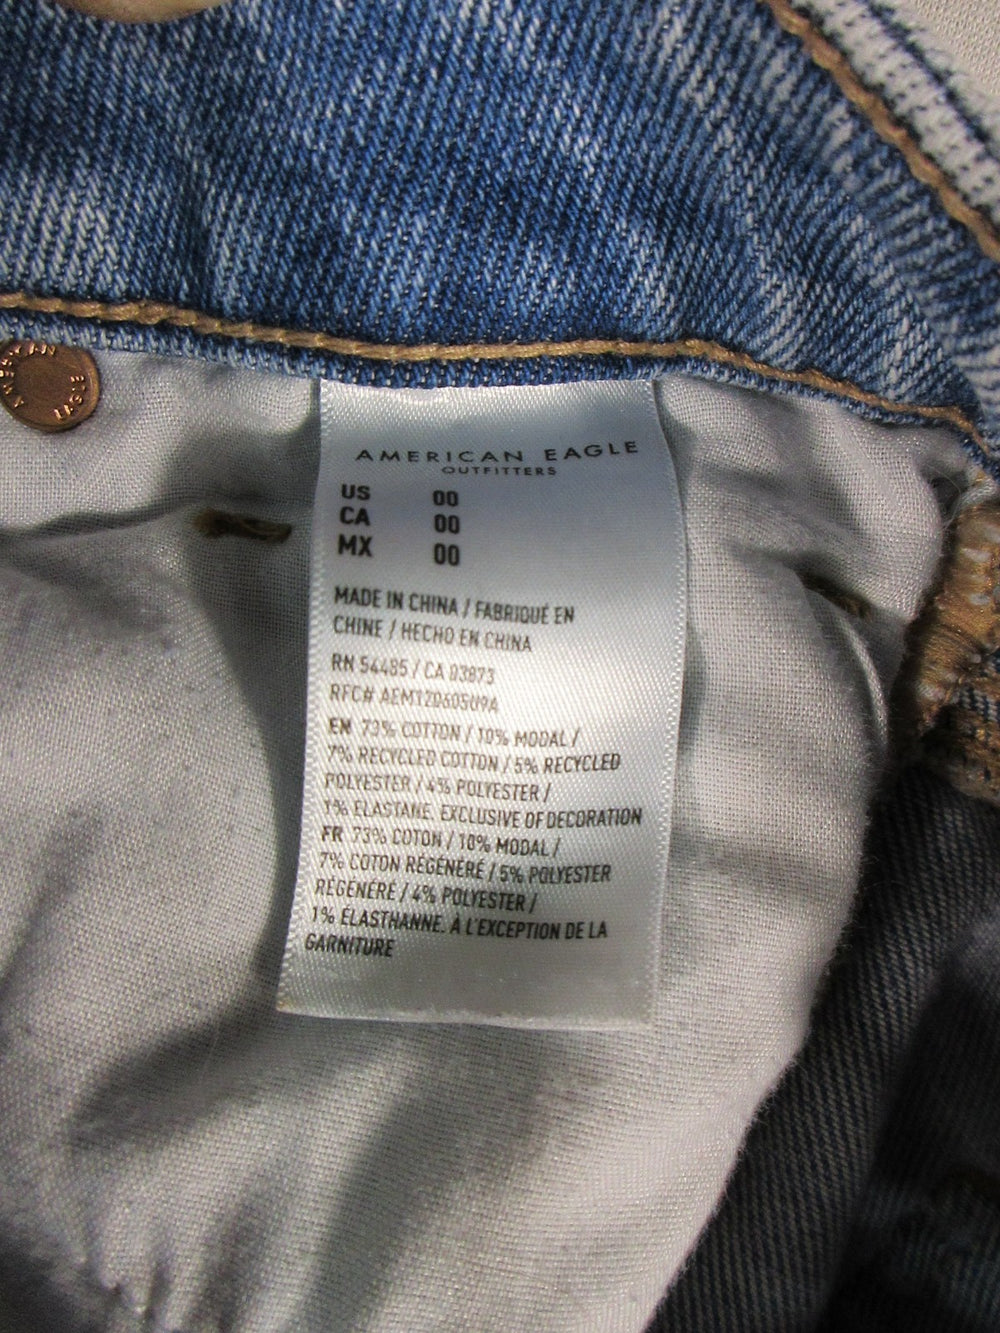 AMERICAN
EAGLE
AMERICAN EAGLE
OUTFITTERS
US 00
CA 00
MX 00
MADE IN CHINA / FABRIQUÉ EN
CHINE / HECHO EN CHINA
RN 54485 / CA 03873
RFC# AEM120605U9A
EN 73% COTTON / 10% MODAL /
7% RECYCLED COTTON / 5% RECYCLED
POLYESTER / 4% POLYESTER /
1% ELASTANE. EXCLUSIVE OF DECORATION
FR 73% COTON / 10% MODAL /
7% COTON RÉGÉNÉRÉ / 5% POLYESTER
RÉGÉNÉRÉ / 4% POLYESTER /
1% ÉLASTHANNE. À L'EXCEPTION DE LA
GARNITURE